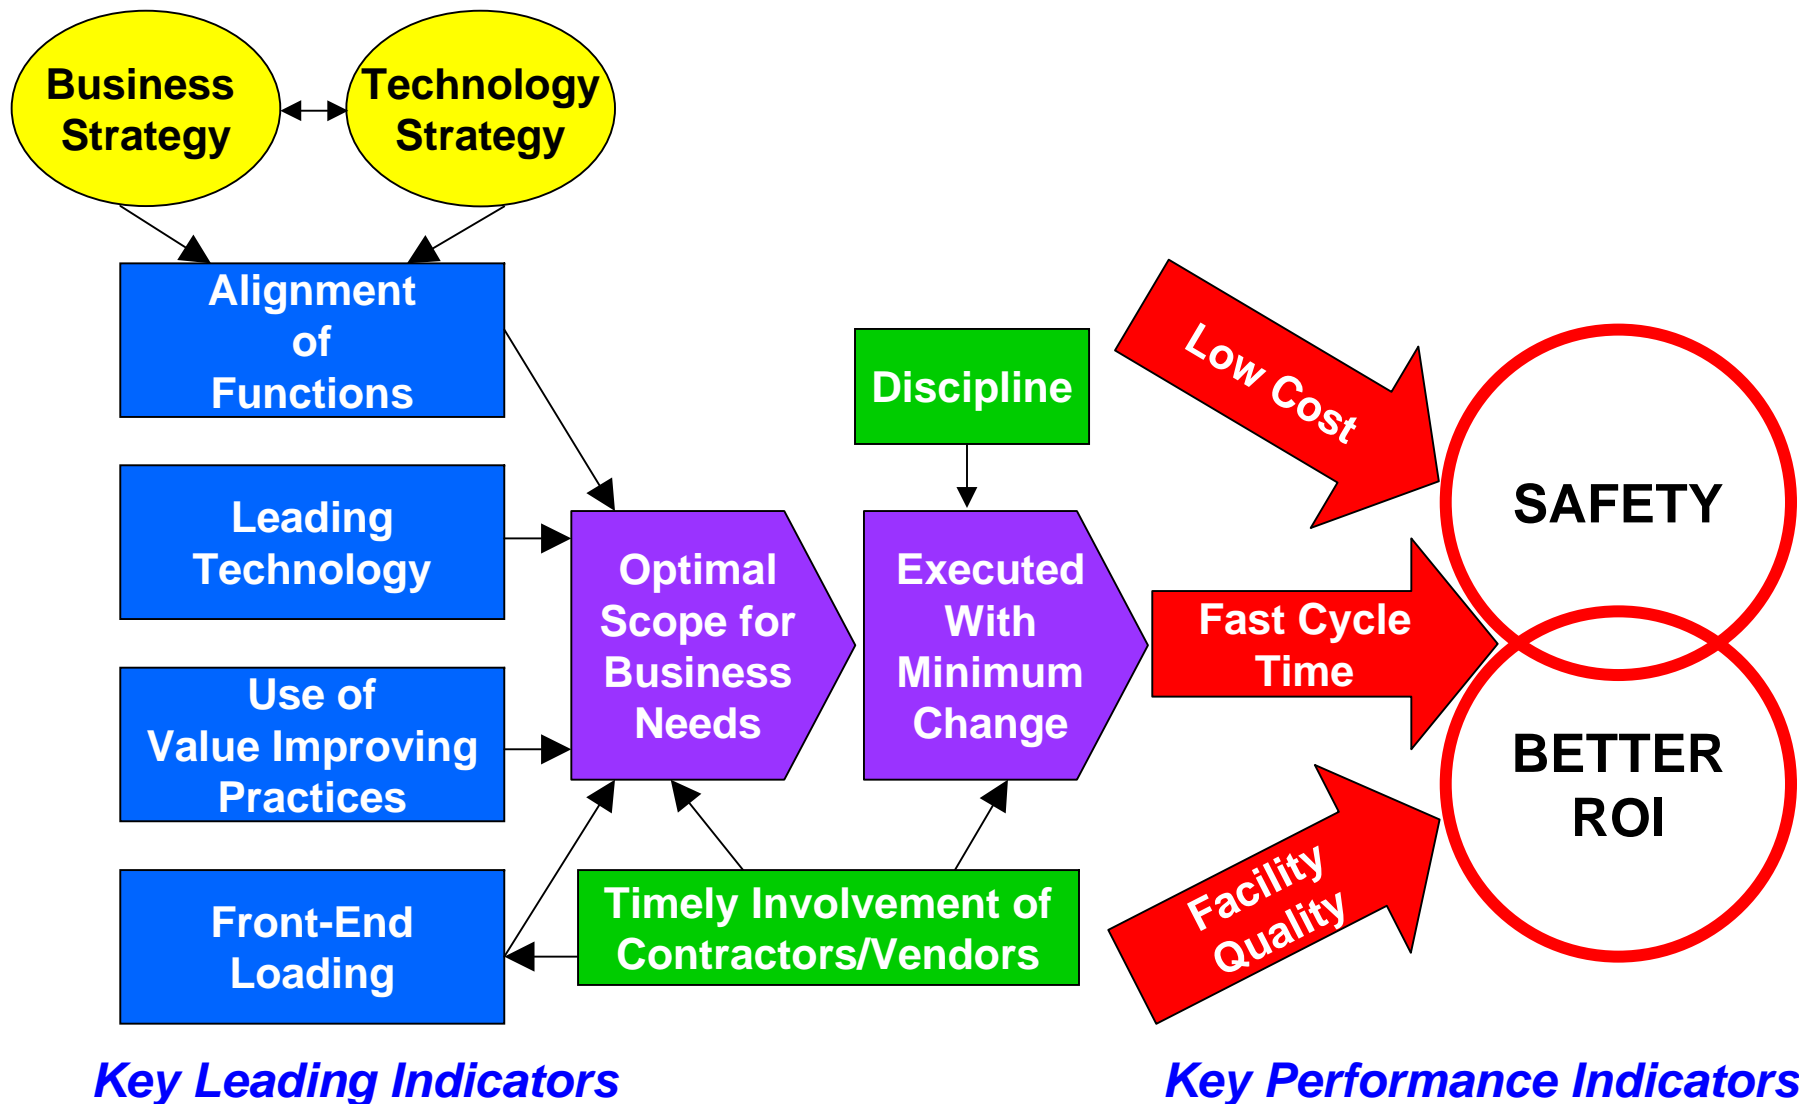 Business
Strategy
Technology
Strategy
Alignment
of
Functions
Leading
Technology
Use of
Value Improving
Practices
Front-End
Loading
Optimal
Scope for
Business
Needs
Discipline
Executed
With
Minimum
Change
Timely Involvement of
Contractors/Vendors
Low Cost
Fast Cycle
Time
Facility
Quality
SAFETY
BETTER
ROI
Key Leading Indicators
Key Performance Indicators